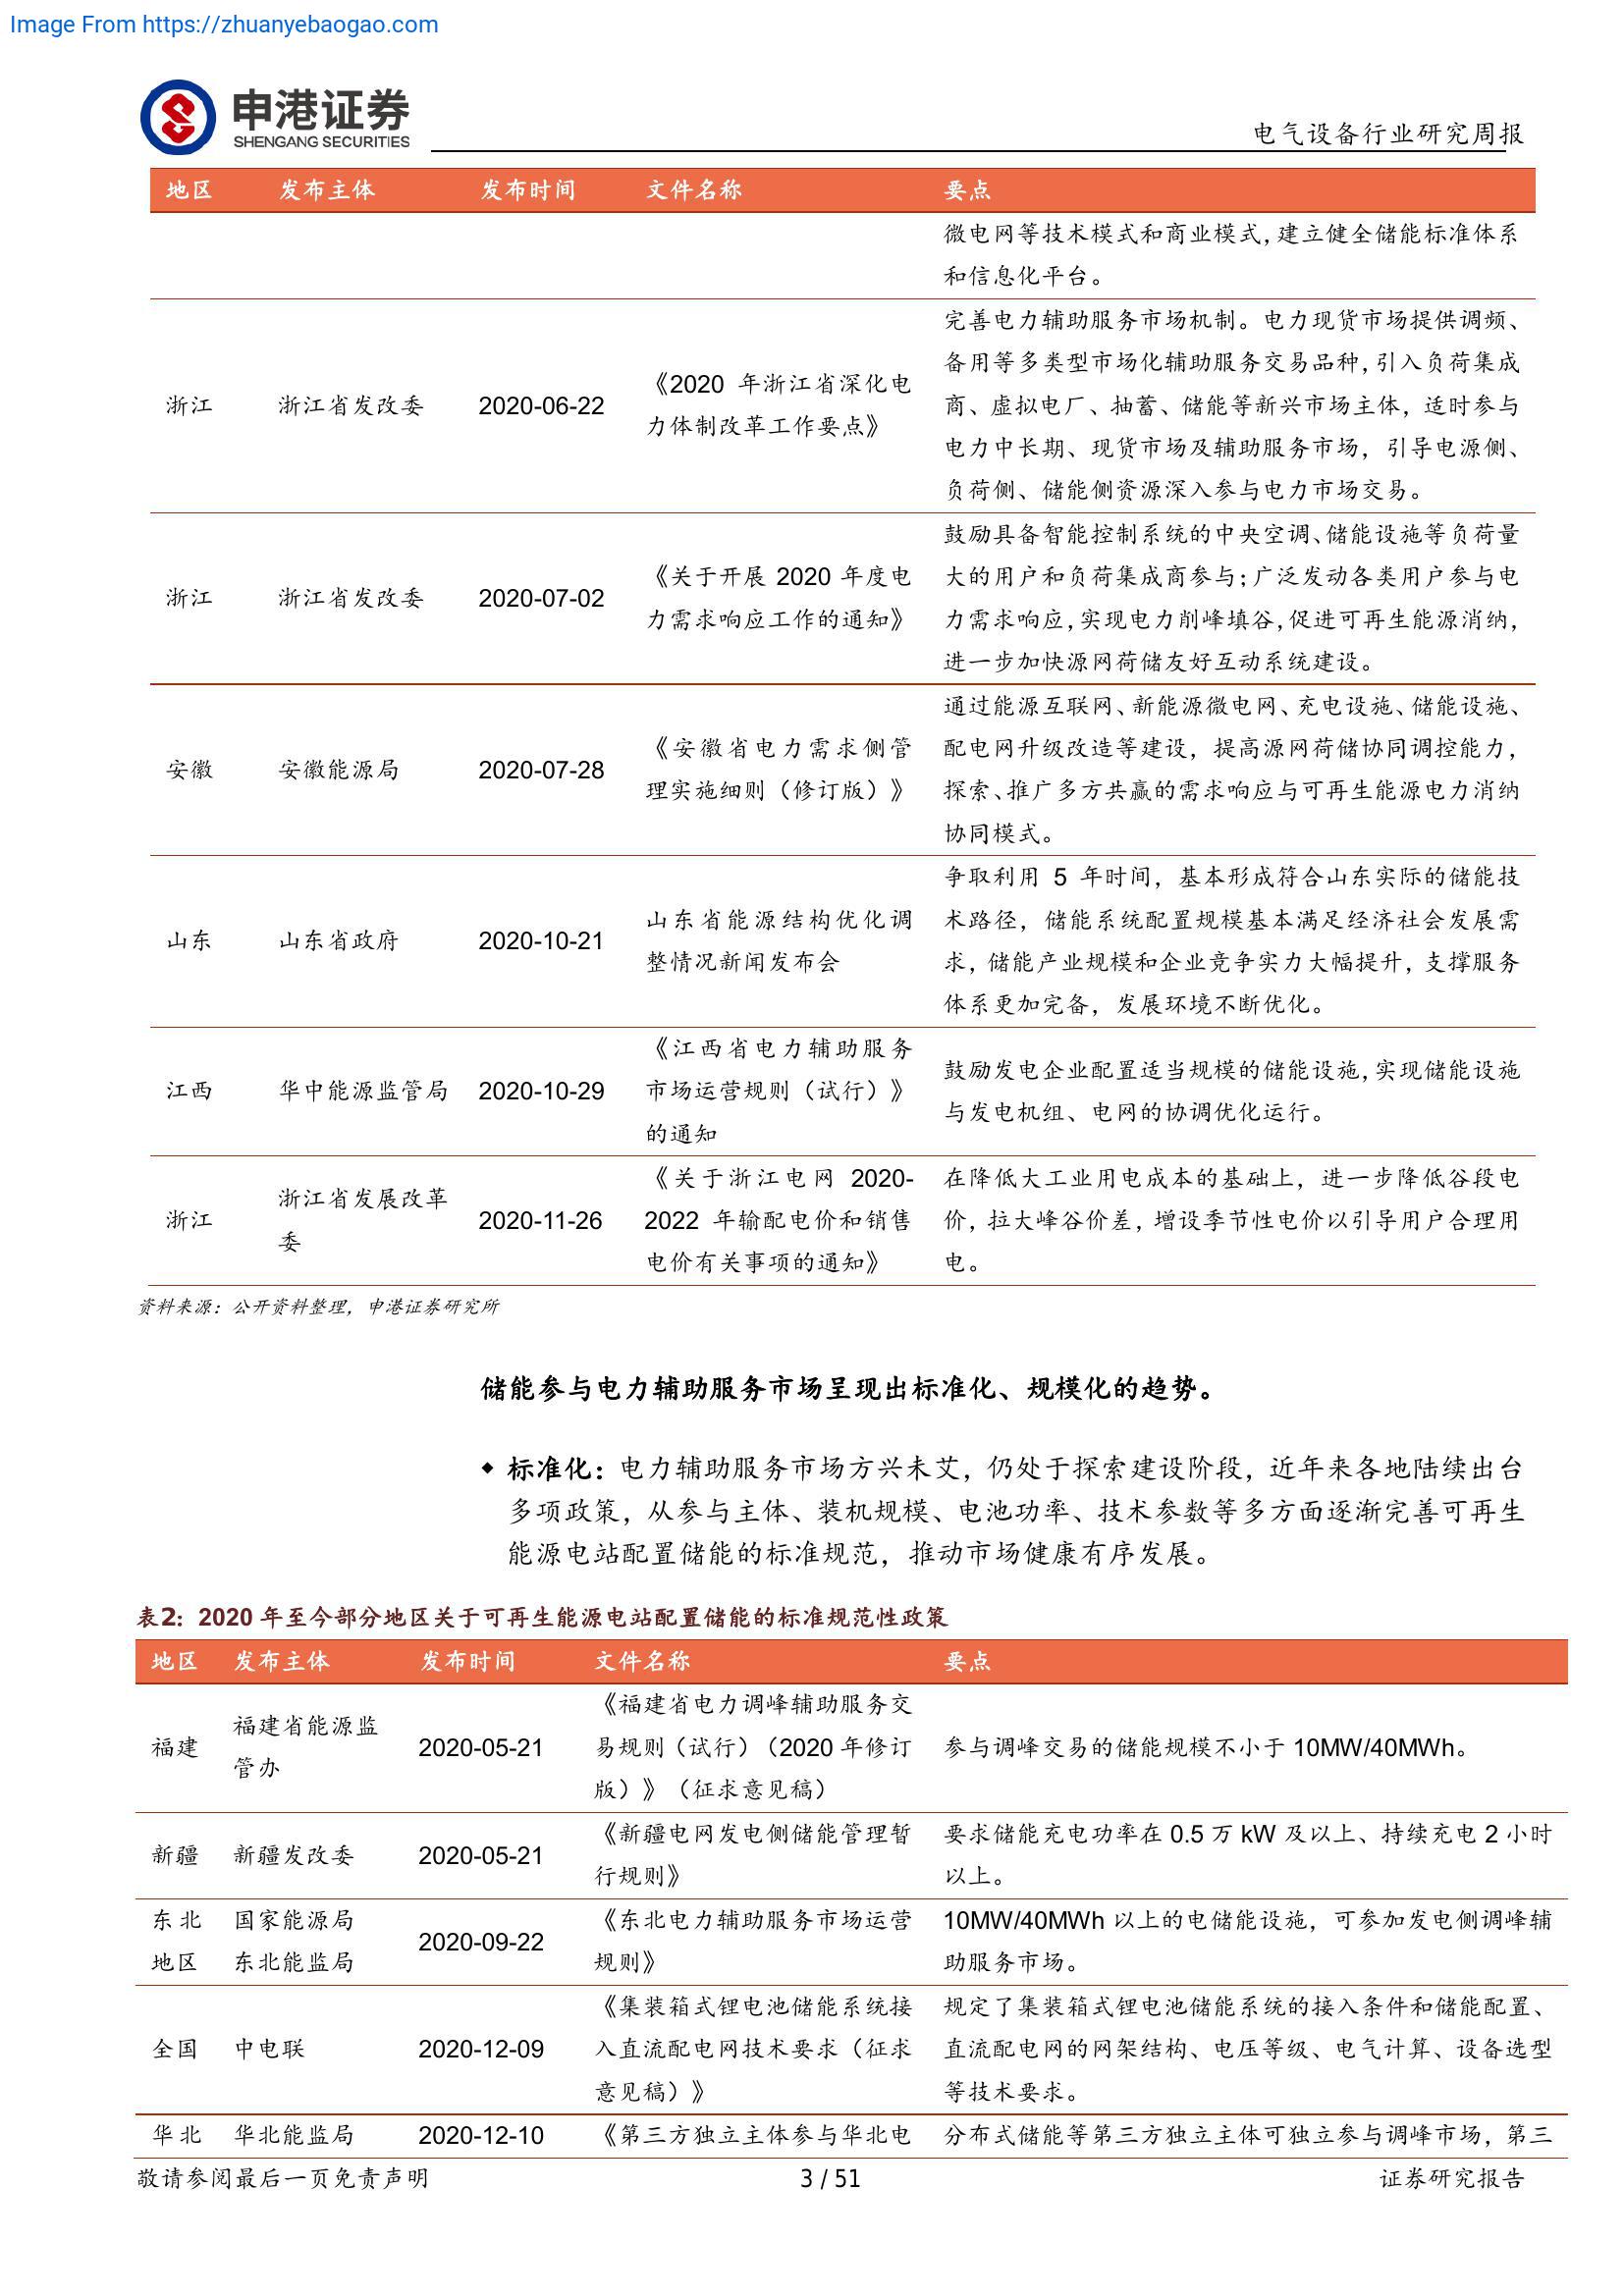 Image From https://zhuanyebaogao.com
申港证券
SHENGANG SECURITIES
电气设备行业研究周报
地区 发布主体 发布时间 文件名称 要点
微电网等技术模式和商业模式,建立健全储能标准体系
和信息化平台。
浙江 浙江省发改委 2020-06-22
《2020 年浙江省深化电
力体制改革工作要点》
完善电力辅助服务市场机制。电力现货市场提供调频、
备用等多类型市场化辅助服务交易品种,引入负荷集成
商、虚拟电厂、抽蓄、储能等新兴市场主体，适时参与
电力中长期、现货市场及辅助服务市场，引导电源侧、
负荷侧、储能侧资源深入参与电力市场交易。
浙江 浙江省发改委 2020-07-02
《关于开展 2020 年度电
力需求响应工作的通知》
鼓励具备智能控制系统的中央空调、储能设施等负荷量
大的用户和负荷集成商参与;广泛发动各类用户参与电
力需求响应,实现电力削峰填谷,促进可再生能源消纳，
进一步加快源网荷储友好互动系统建设。
安徽 安徽能源局 2020-07-28
《安徽省电力需求侧管
理实施细则（修订版）》
通过能源互联网、新能源微电网、充电设施、储能设施、
配电网升级改造等建设，提高源网荷储协同调控能力，
探索、推广多方共赢的需求响应与可再生能源电力消纳
协同模式。
山东 山东省政府 2020-10-21
山东省能源结构优化调
整情况新闻发布会
争取利用 5 年时间，基本形成符合山东实际的储能技
术路径，储能系统配置规模基本满足经济社会发展需
求，储能产业规模和企业竞争实力大幅提升，支撑服务
体系更加完备，发展环境不断优化。
江西 华中能源监管局 2020-10-29
《江西省电力辅助服务
市场运营规则（试行）》
的通知
鼓励发电企业配置适当规模的储能设施,实现储能设施
与发电机组、电网的协调优化运行。
浙江
浙江省发展改革
委
2020-11-26
《关于浙江电网 2020-
2022 年输配电价和销售
电价有关事项的通知》
在降低大工业用电成本的基础上，进一步降低谷段电
价，拉大峰谷价差，增设季节性电价以引导用户合理用
电。
资料来源：公开资料整理，申港证券研究所
储能参与电力辅助服务市场呈现出标准化、规模化的趋势。
◆ 标准化：电力辅助服务市场方兴未艾，仍处于探索建设阶段，近年来各地陆续出台
多项政策，从参与主体、装机规模、电池功率、技术参数等多方面逐渐完善可再生
能源电站配置储能的标准规范，推动市场健康有序发展。
表2：2020 年至今部分地区关于可再生能源电站配置储能的标准规范性政策
地区 发布主体 发布时间 文件名称 要点
福建
福建省能源监
管办
2020-05-21
《福建省电力调峰辅助服务交
易规则（试行）（2020 年修订
版）》（征求意见稿）
参与调峰交易的储能规模不小于 10MW/40MWh。
新疆 新疆发改委 2020-05-21
《新疆电网发电侧储能管理暂
行规则》
要求储能充电功率在 0.5 万 kW 及以上、持续充电 2 小时
以上。
东北
地区
国家能源局
东北能监局
2020-09-22
《东北电力辅助服务市场运营
规则》
10MW/40MWh 以上的电储能设施，可参加发电侧调峰辅
助服务市场。
全国 中电联 2020-12-09
《集装箱式锂电池储能系统接
入直流配电网技术要求（征求
意见稿）》
规定了集装箱式锂电池储能系统的接入条件和储能配置、
直流配电网的网架结构、电压等级、电气计算、设备选型
等技术要求。
华北 华北能监局 2020-12-10 《第三方独立主体参与华北电 分布式储能等第三方独立主体可独立参与调峰市场，第三
敬请参阅最后一页免责声明 3 / 51 证券研究报告